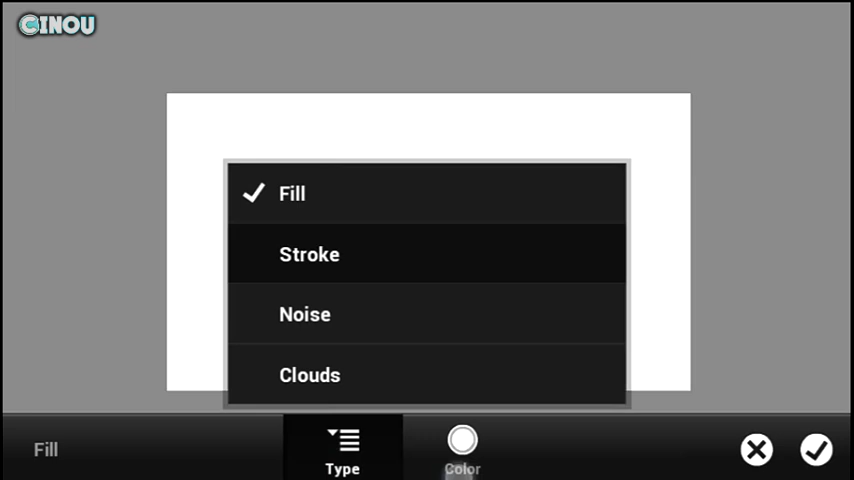 CINOU
Fill
Stroke
Noise
Clouds
Fill
Type
Color